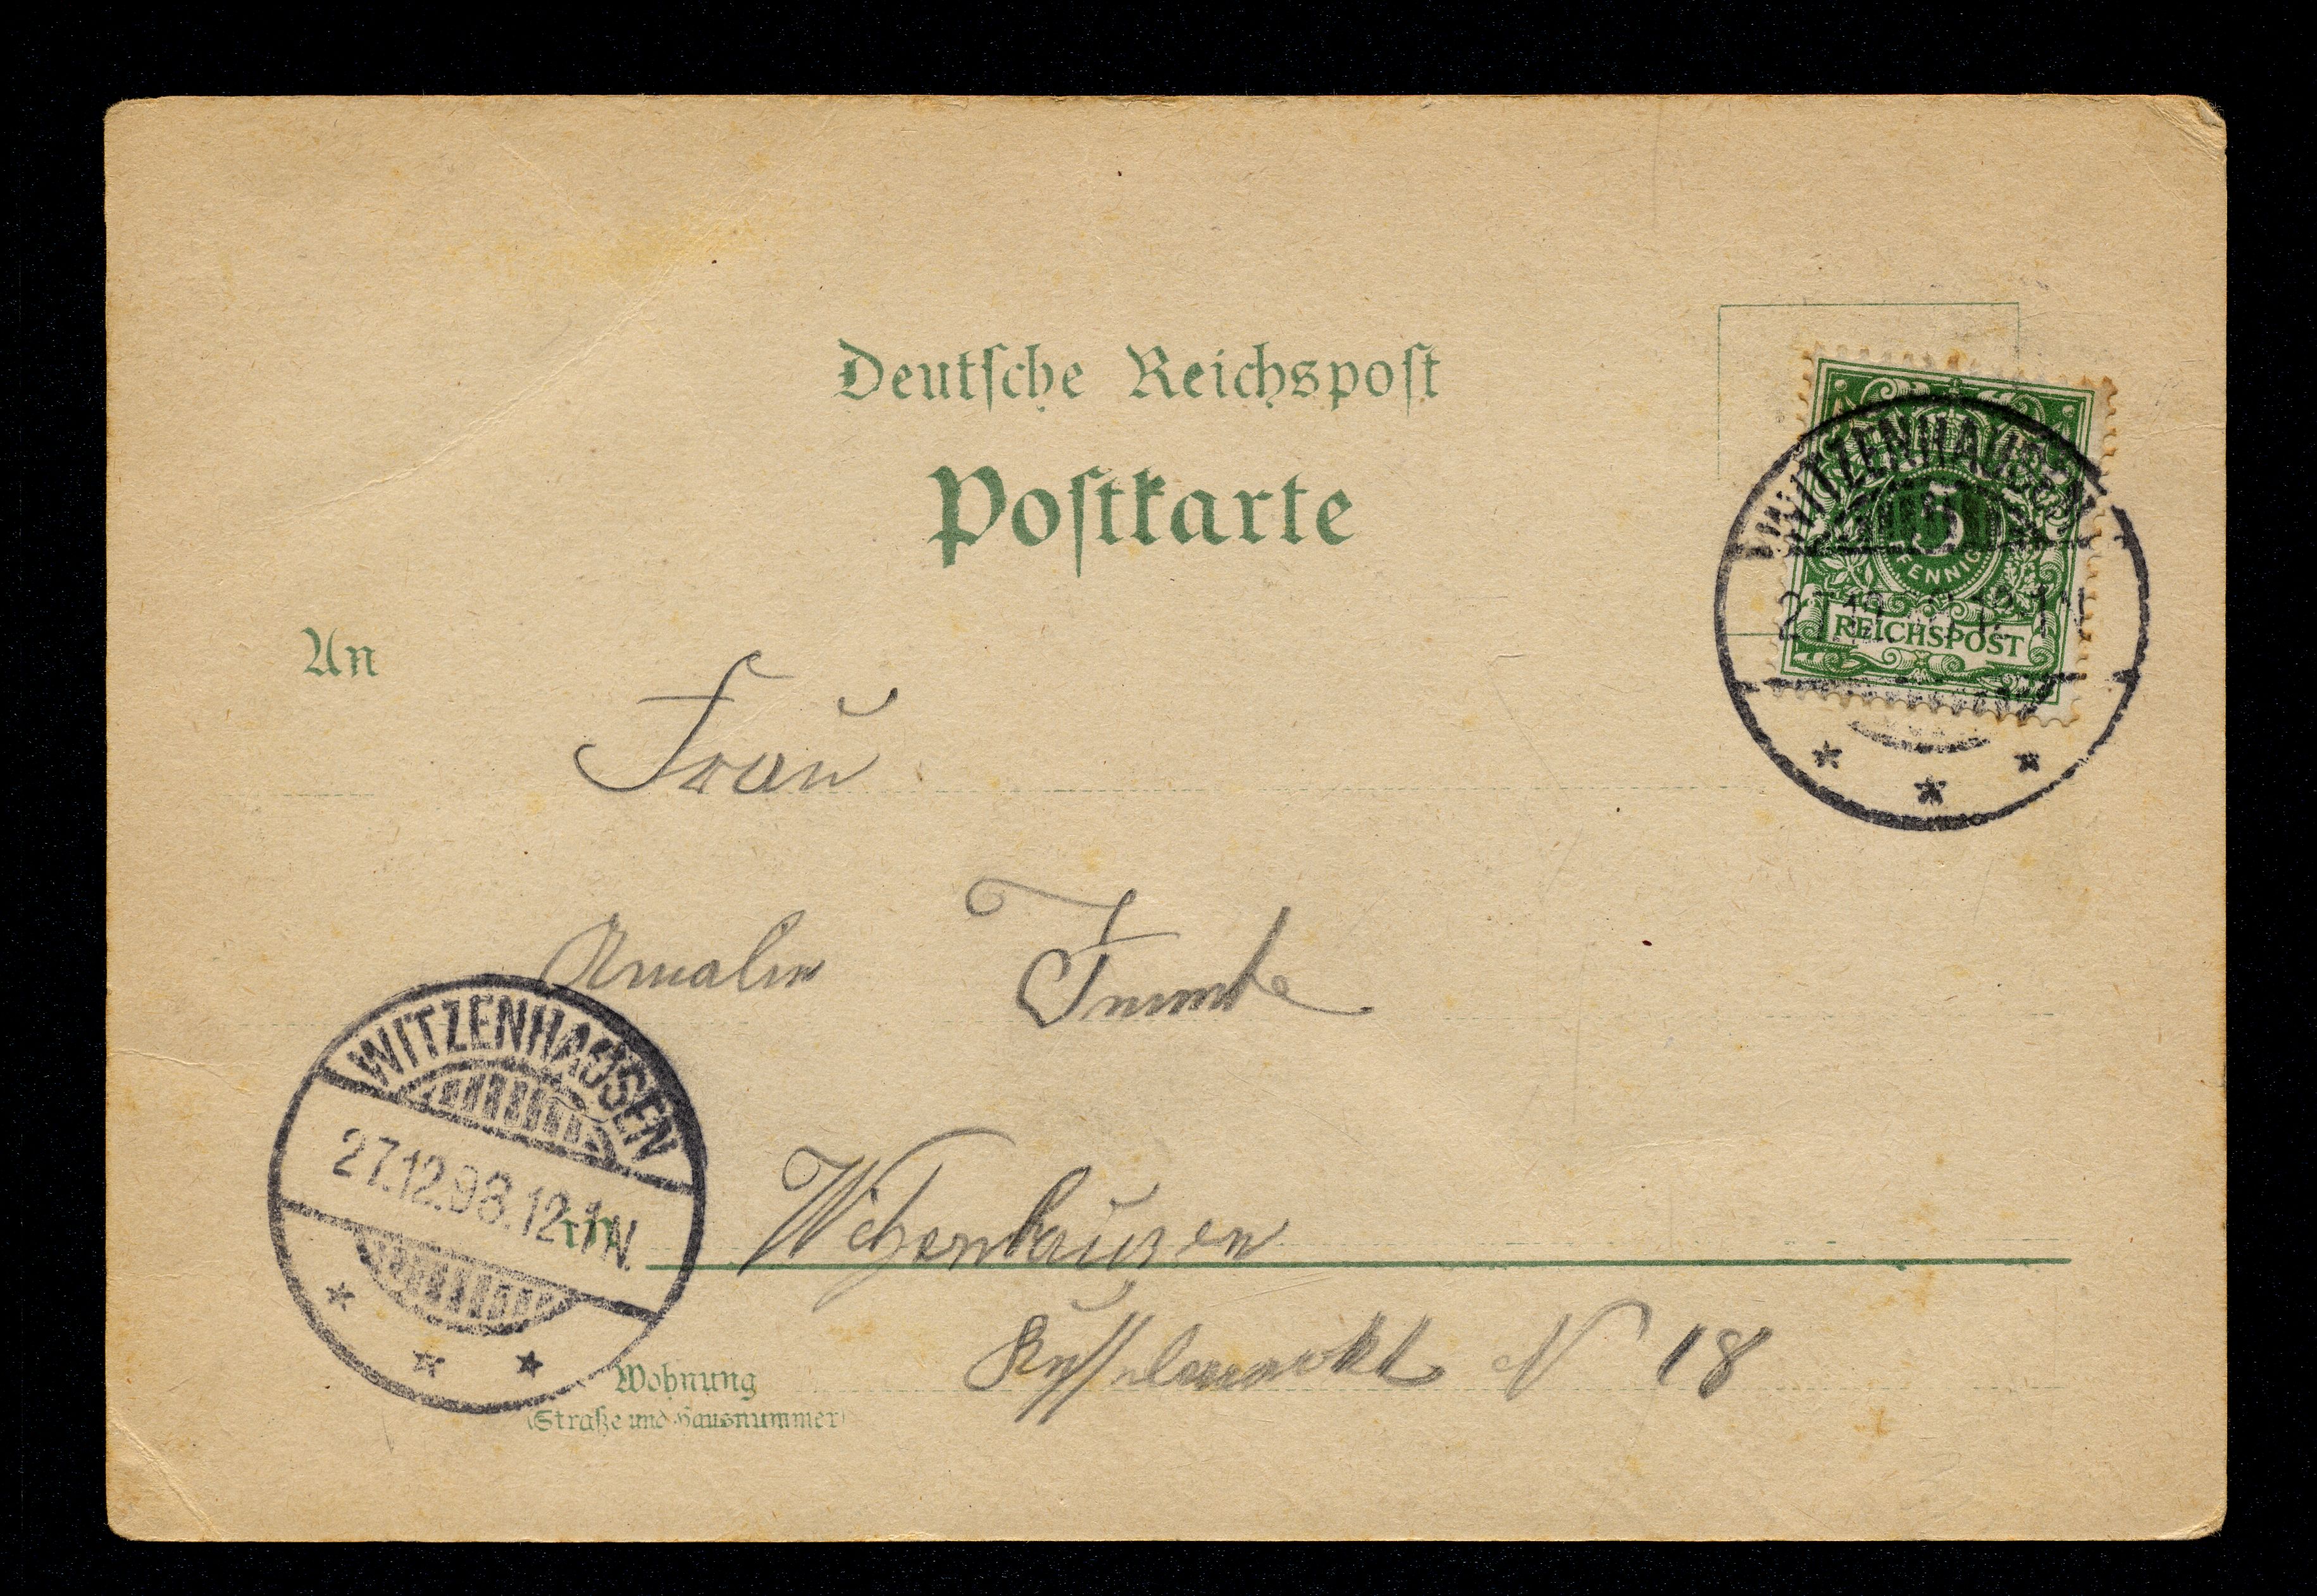 Deutsche Reichspost
Postkarte
WITZENHAUSEN
5
PFENNIG
REICHSPOST
An
Frau
Amalie
WITZENHAUSEN
27.12.98.12-1N.
in Witzenhausen
N 18
Wohnung
(Straße und Hausnummer)